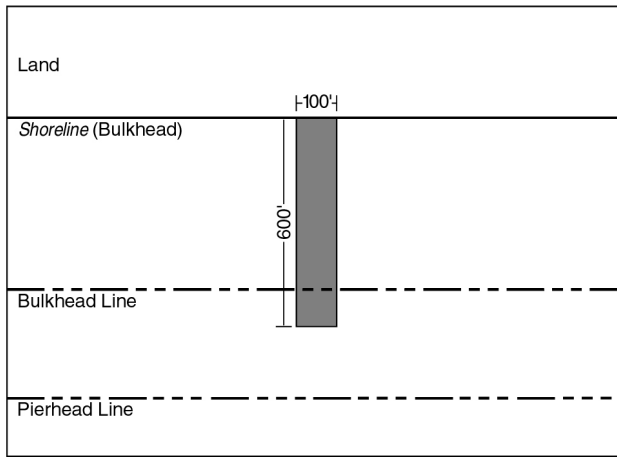 Land
100'
Shoreline (Bulkhead)
600'
Bulkhead Line
Pierhead Line